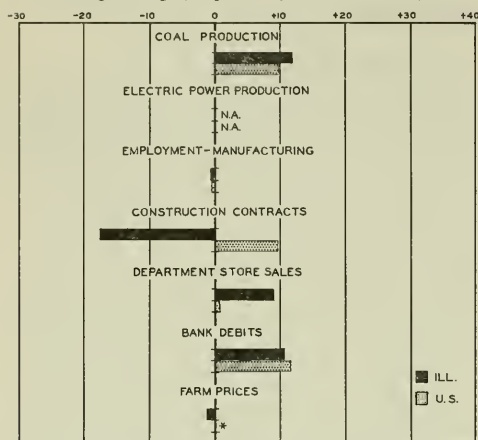 -30 -20 -10 0 +10 +20 +30 +40
COAL PRODUCTION
ELECTRIC POWER PRODUCTION
N.A.
N.A.
EMPLOYMENT-MANUFACTURING
CONSTRUCTION CONTRACTS
DEPARTMENT STORE SALES
BANK DEBITS
FARM PRICES
*
ILL.
U.S.